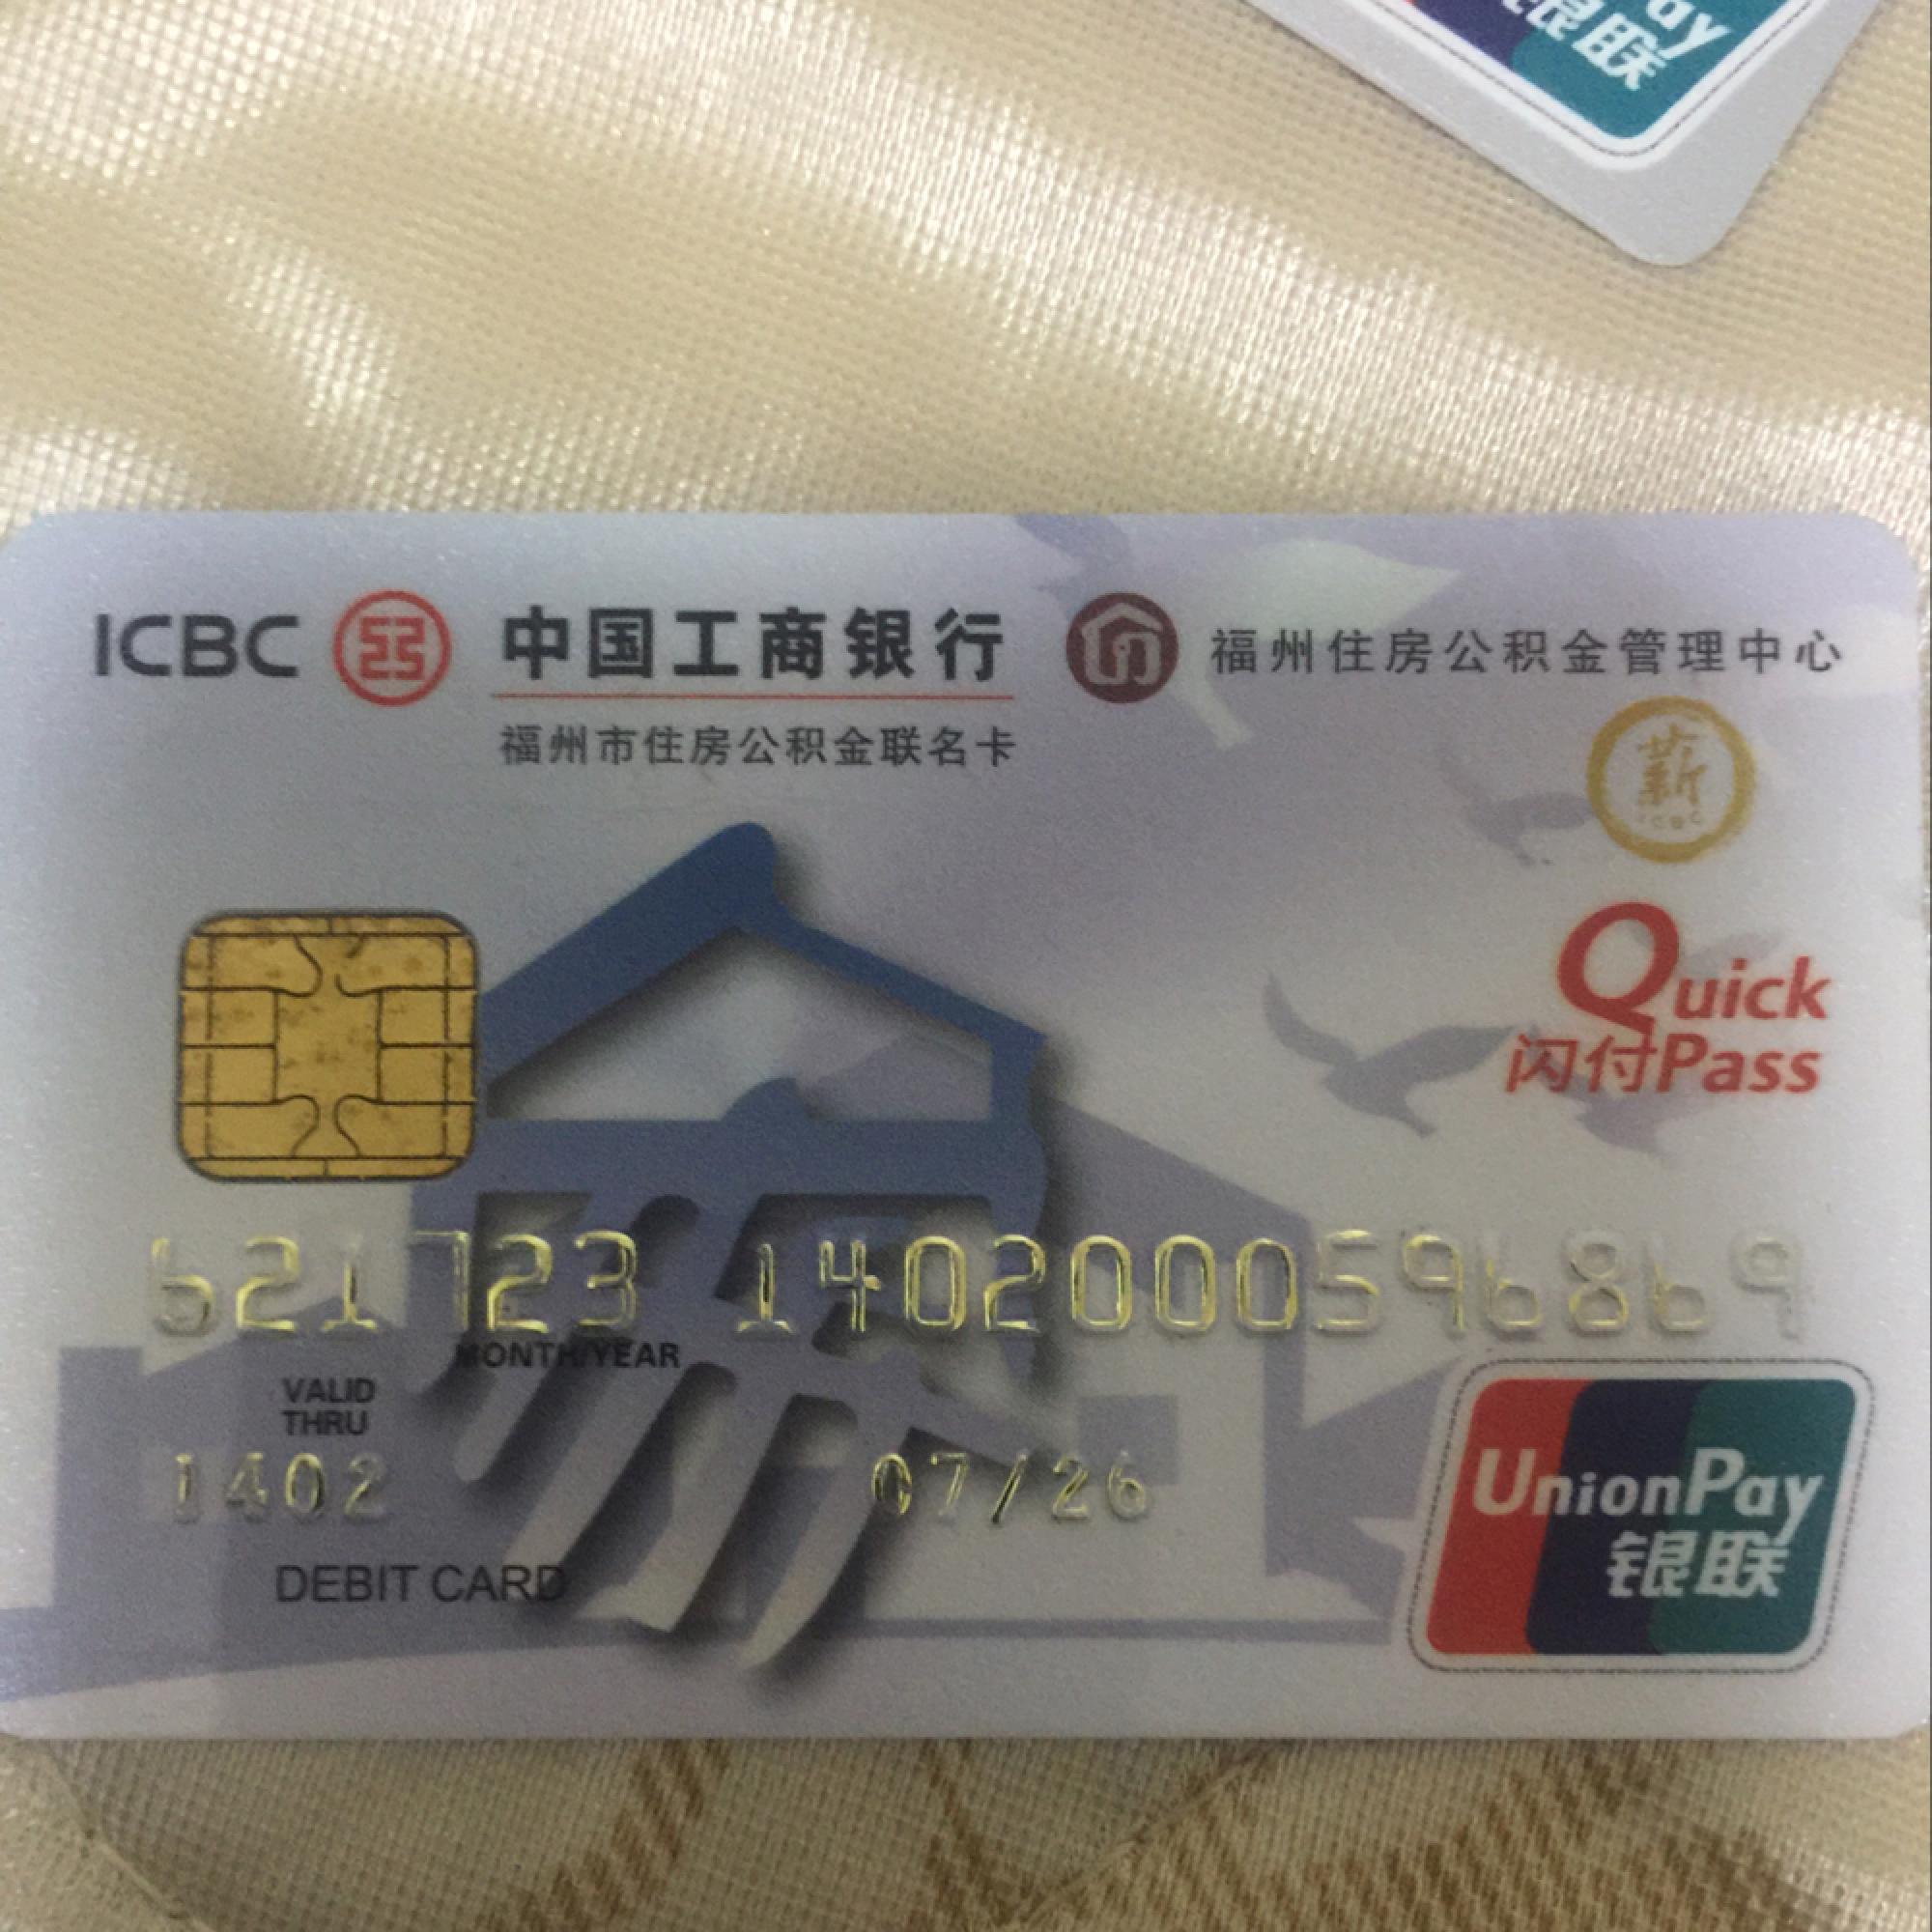 ay
银联
ICBC 中国工商银行 福州住房公积金管理中心
福州市住房公积金联名卡
薪
ICBC
Quick
闪付Pass
621723 1402000596869
MONTH/YEAR
VALID
THRU
1402 07/26
UnionPay
银联
DEBIT CARD